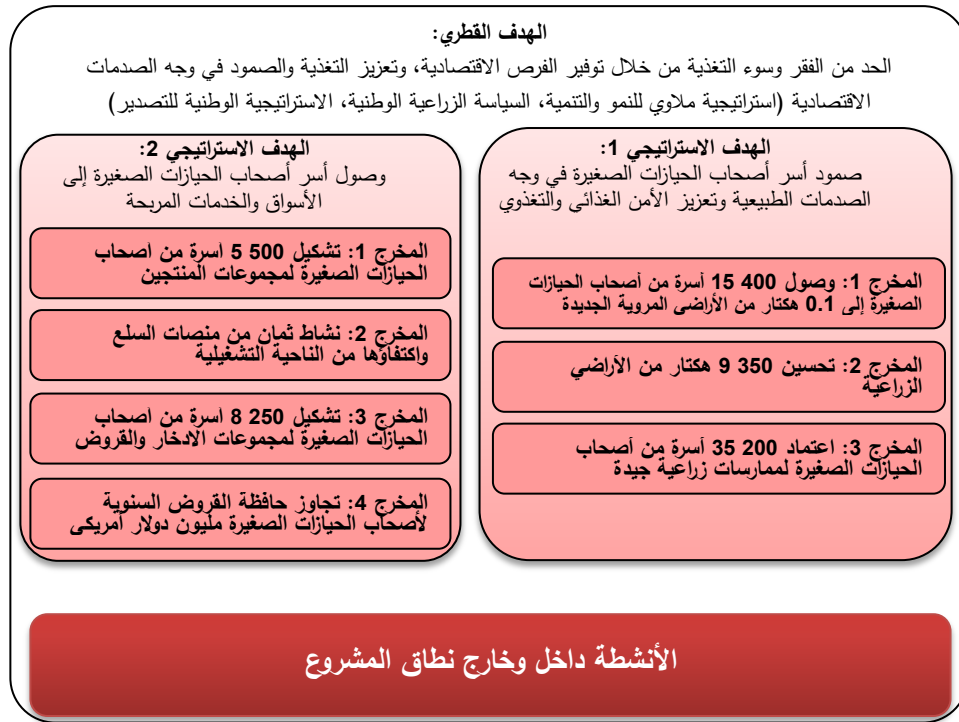 الهدف القطري:
الحد من الفقر وسوء التغذية من خلال توفير الفرص الاقتصادية، وتعزيز التغذية والصمود في وجه الصدمات
الاقتصادية (استراتيجية ملاوي للنمو والتنمية، السياسة الزراعية الوطنية، الاستراتيجية الوطنية للتصدير)
الهدف الاستراتيجي 1:
صمود أسر أصحاب الحيازات الصغيرة في وجه
الصدمات الطبيعية وتعزيز الأمن الغذائي والتغذوي
المخرج 1: وصول 400 15 أسرة من أصحاب الحيازات
الصغيرة إلى 0.1 هكتار من الأراضي المروية الجديدة
المخرج 2: تحسين 350 9 هكتار من الأراضي
الزراعية
المخرج 3: اعتماد 200 35 أسرة من أصحاب
الحيازات الصغيرة لممارسات زراعية جيدة
الهدف الاستراتيجي 2:
وصول أسر أصحاب الحيازات الصغيرة إلى
الأسواق والخدمات المربحة
المخرج 1: تشكيل 500 5 أسرة من أصحاب
الحيازات الصغيرة لمجموعات المنتجين
المخرج 2: نشاط ثمان من منصات السلع
واكتفاؤها من الناحية التشغيلية
المخرج 3: تشكيل 250 8 أسرة من أصحاب
الحيازات الصغيرة لمجموعات الادخار والقروض
المخرج 4: تجاوز حافظة القروض السنوية
لأصحاب الحيازات الصغيرة مليون دولار أمريكي
الأنشطة داخل وخارج نطاق المشروع